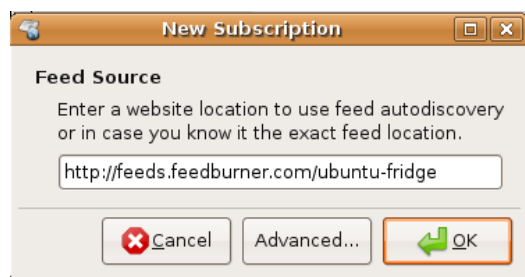 New Subscription
Feed Source
Enter a website location to use feed autodiscovery
or in case you know it the exact feed location.
http://feeds.feedburner.com/ubuntu-fridge
Cancel Advanced... OK